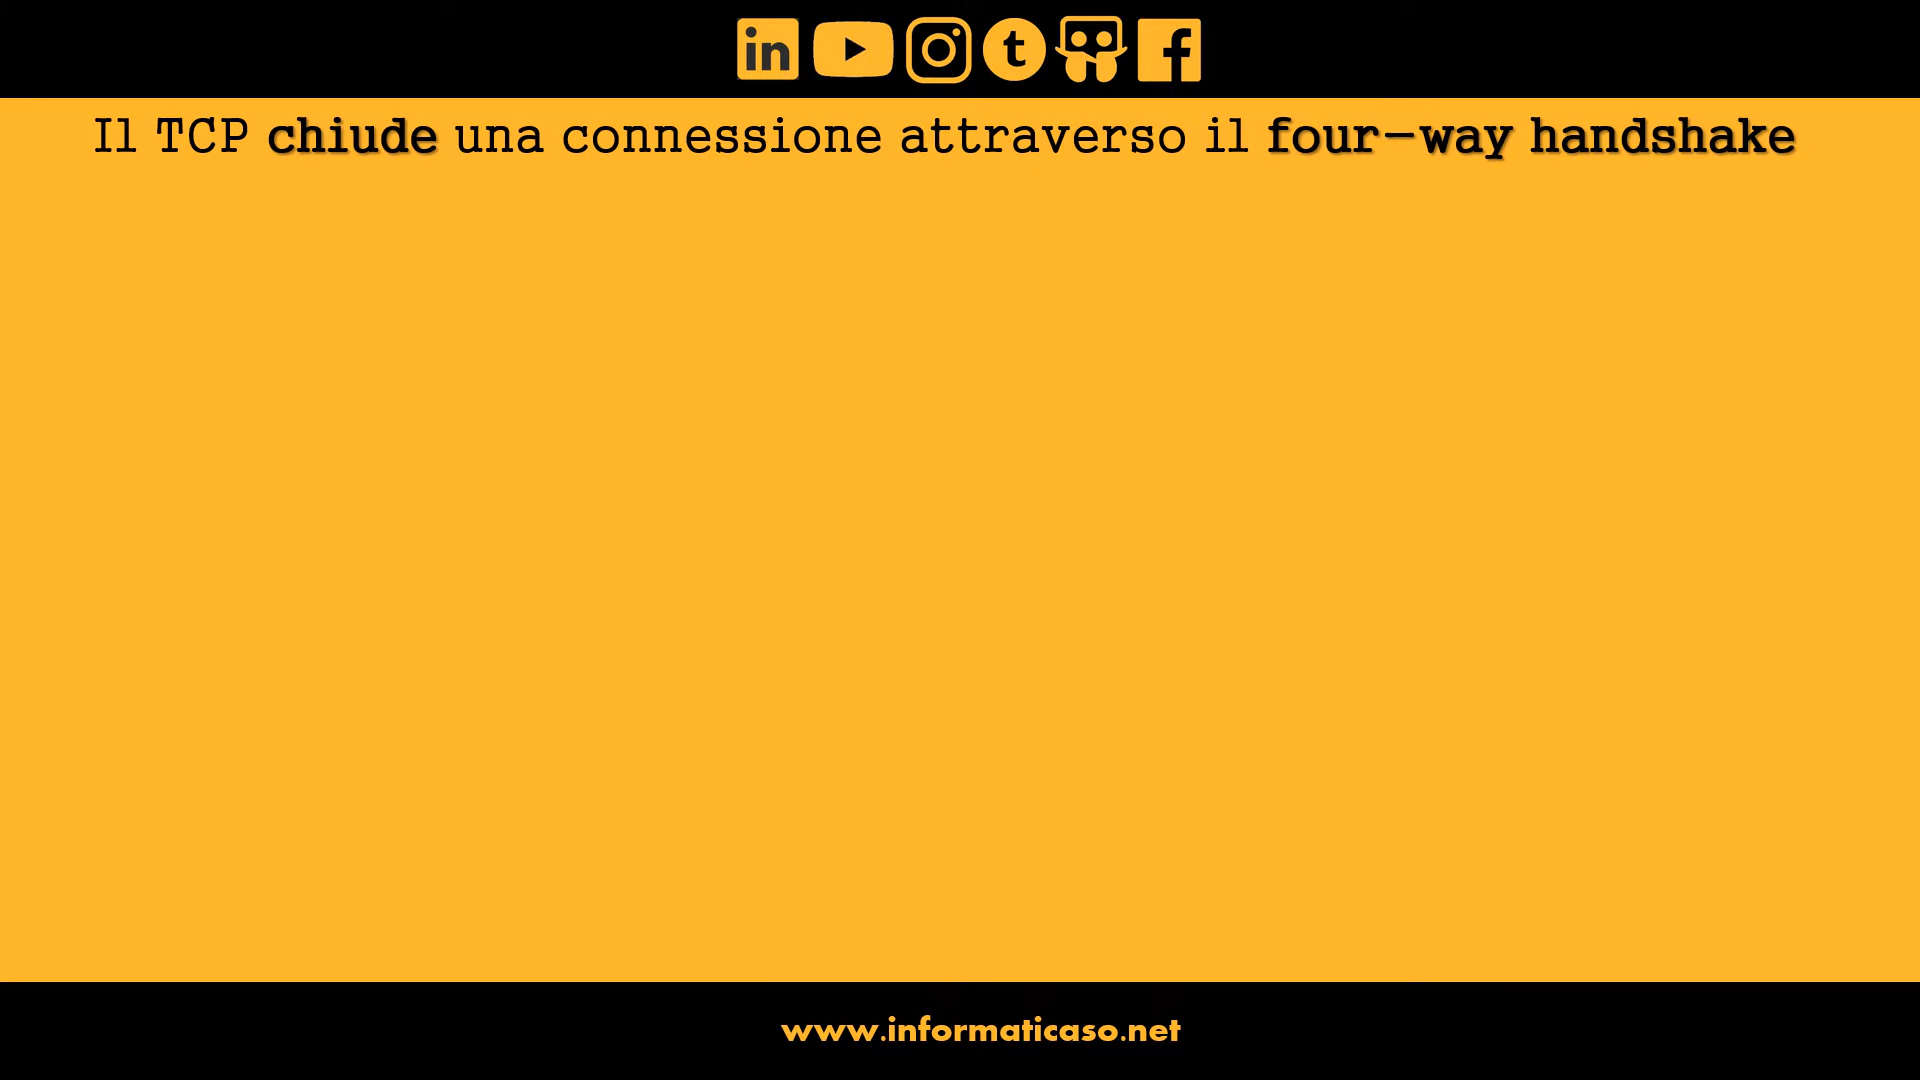 Il TCP chiude una connessione attraverso il four-way handshake
www.informaticaso.net